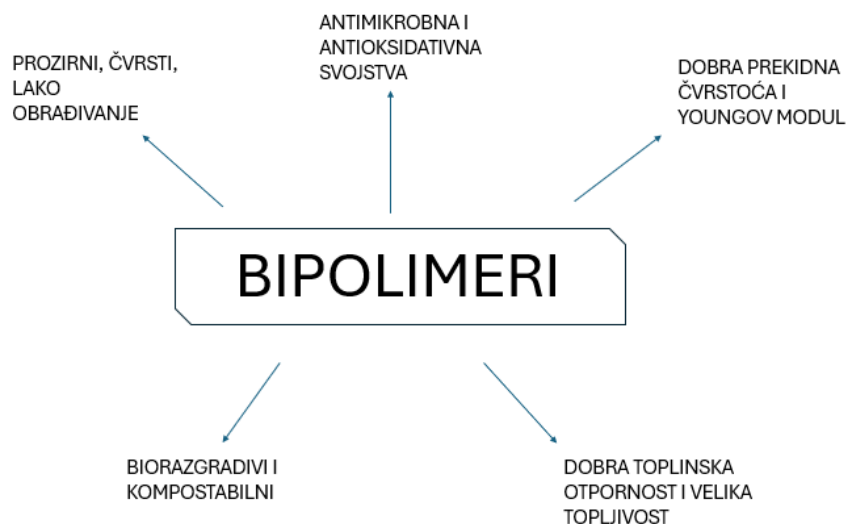 ANTIMIKROBNA I
ANTIOKSIDATIVNA
SVOJSTVA
PROZIRNI, ČVRSTI,
LAKO
OBRAĐIVANJE
DOBRA PREKIDNA
ČVRSTOĆA I
YOUNGOV MODUL
BIPOLIMERI
BIORAZGRADIVI I
KOMPOSTABILNI
DOBRA TOPLINSKA
OTPORNOST I VELIKA
TOPLJIVOST